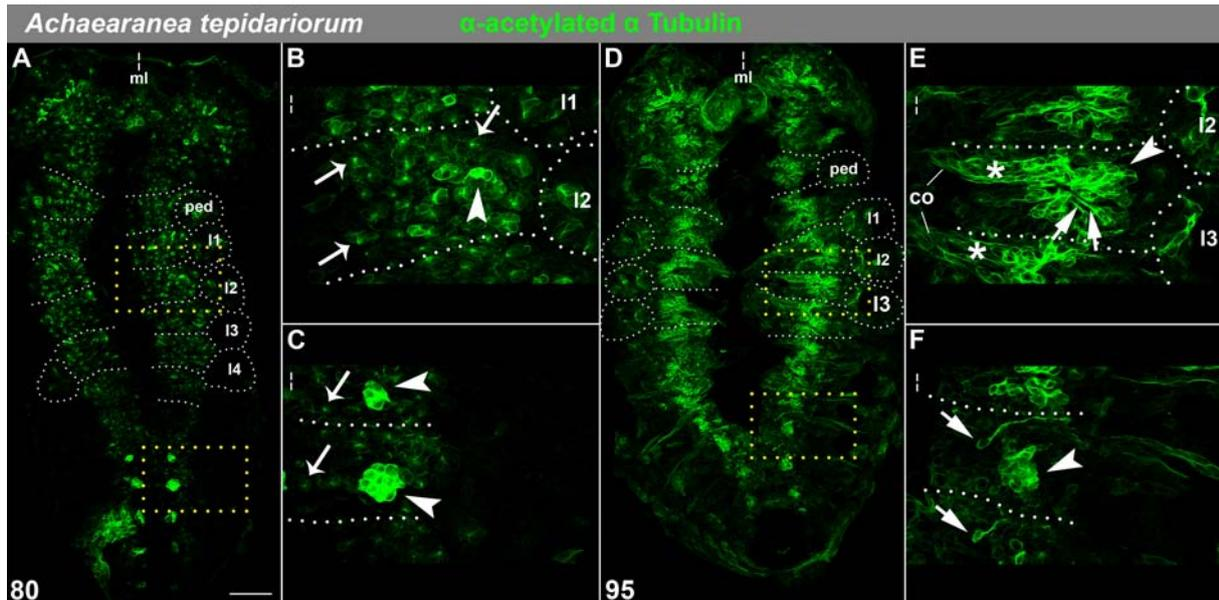 Achaearanea tepidariorum α-acetylated α Tubulin
A
ml
ped
l1
l2
l3
l4
80
B
l1
l2
C
D
ml
ped
l1
l2
l3
95
E
l2
l3
co
*
*
F